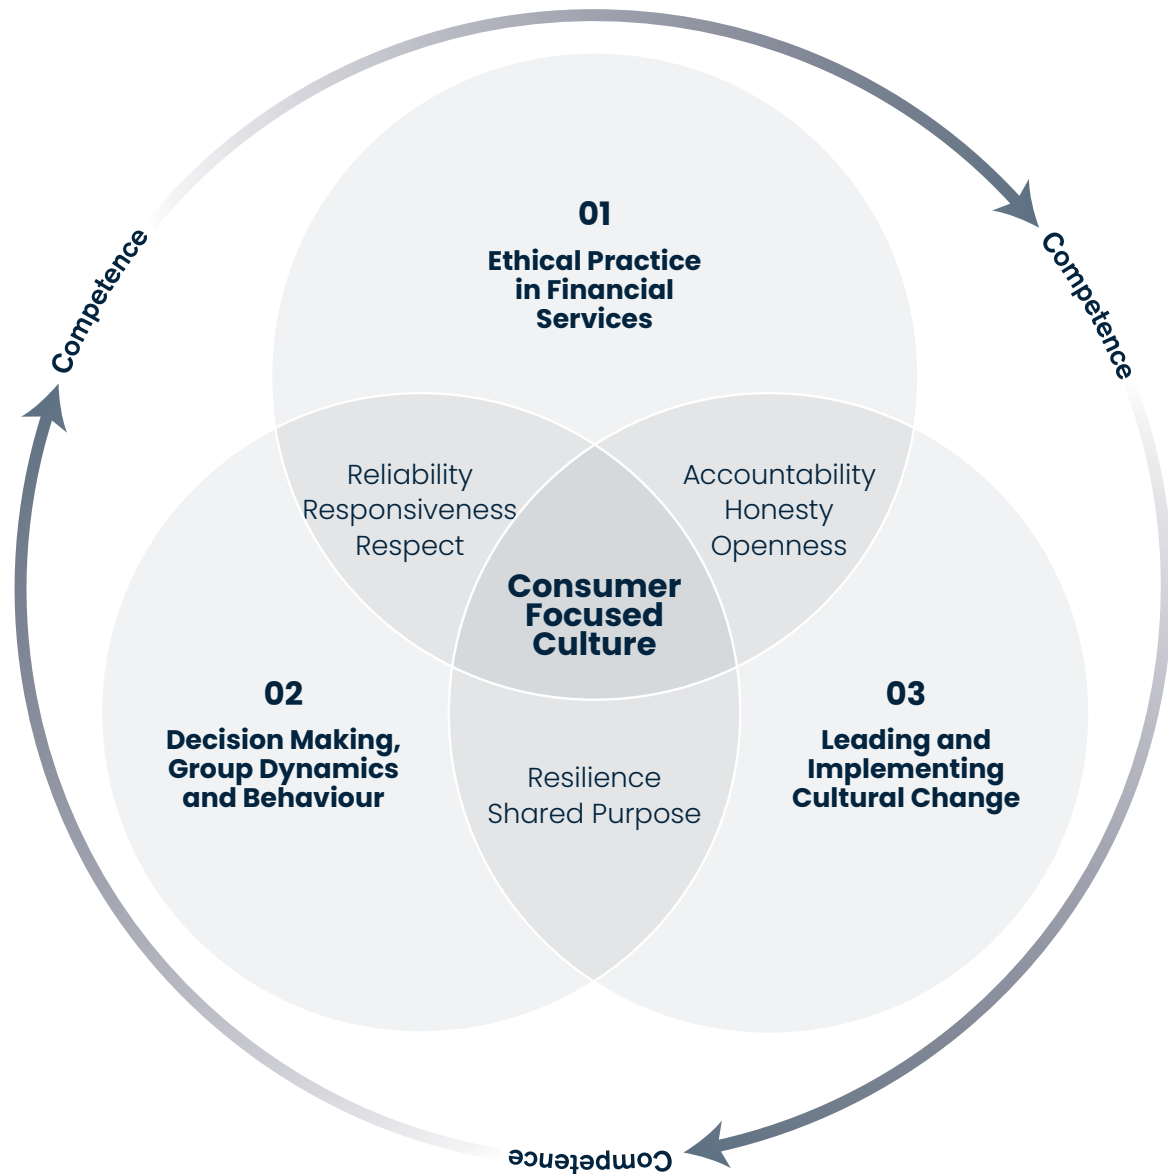 01
Ethical Practice
in Financial
Services
Competence
Competence
Reliability
Responsiveness
Respect
Accountability
Honesty
Openness
Consumer
Focused
Culture
02
Decision Making,
Group Dynamics
and Behaviour
03
Leading and
Implementing
Cultural Change
Resilience
Shared Purpose
Competence